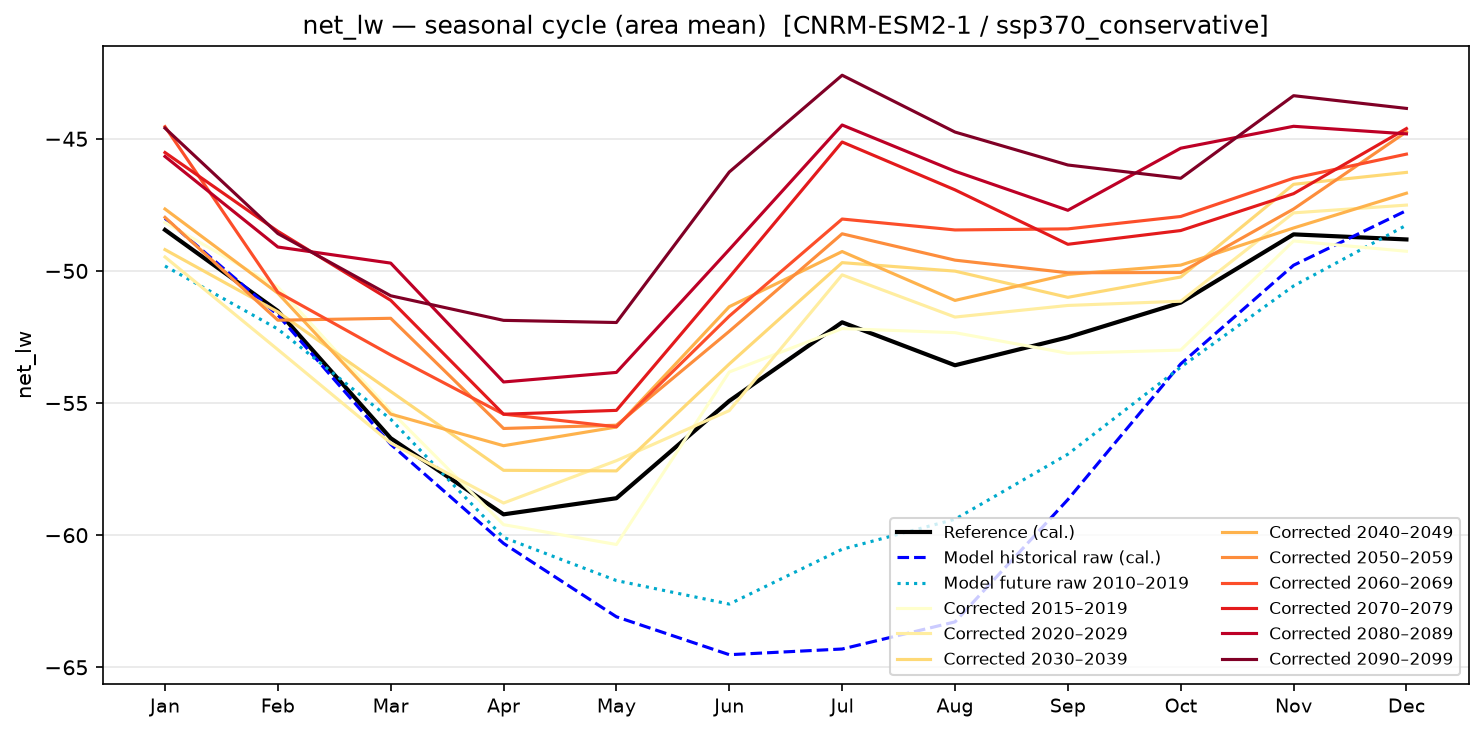 net_lw — seasonal cycle (area mean)  [CNRM-ESM2-1 / ssp370_conservative]
net_lw
−45
−50
−55
−60
−65
Jan
Feb
Mar
Apr
May
Jun
Jul
Aug
Sep
Oct
Nov
Dec
Reference (cal.)
Model historical raw (cal.)
Model future raw 2010–2019
Corrected 2015–2019
Corrected 2020–2029
Corrected 2030–2039
Corrected 2040–2049
Corrected 2050–2059
Corrected 2060–2069
Corrected 2070–2079
Corrected 2080–2089
Corrected 2090–2099